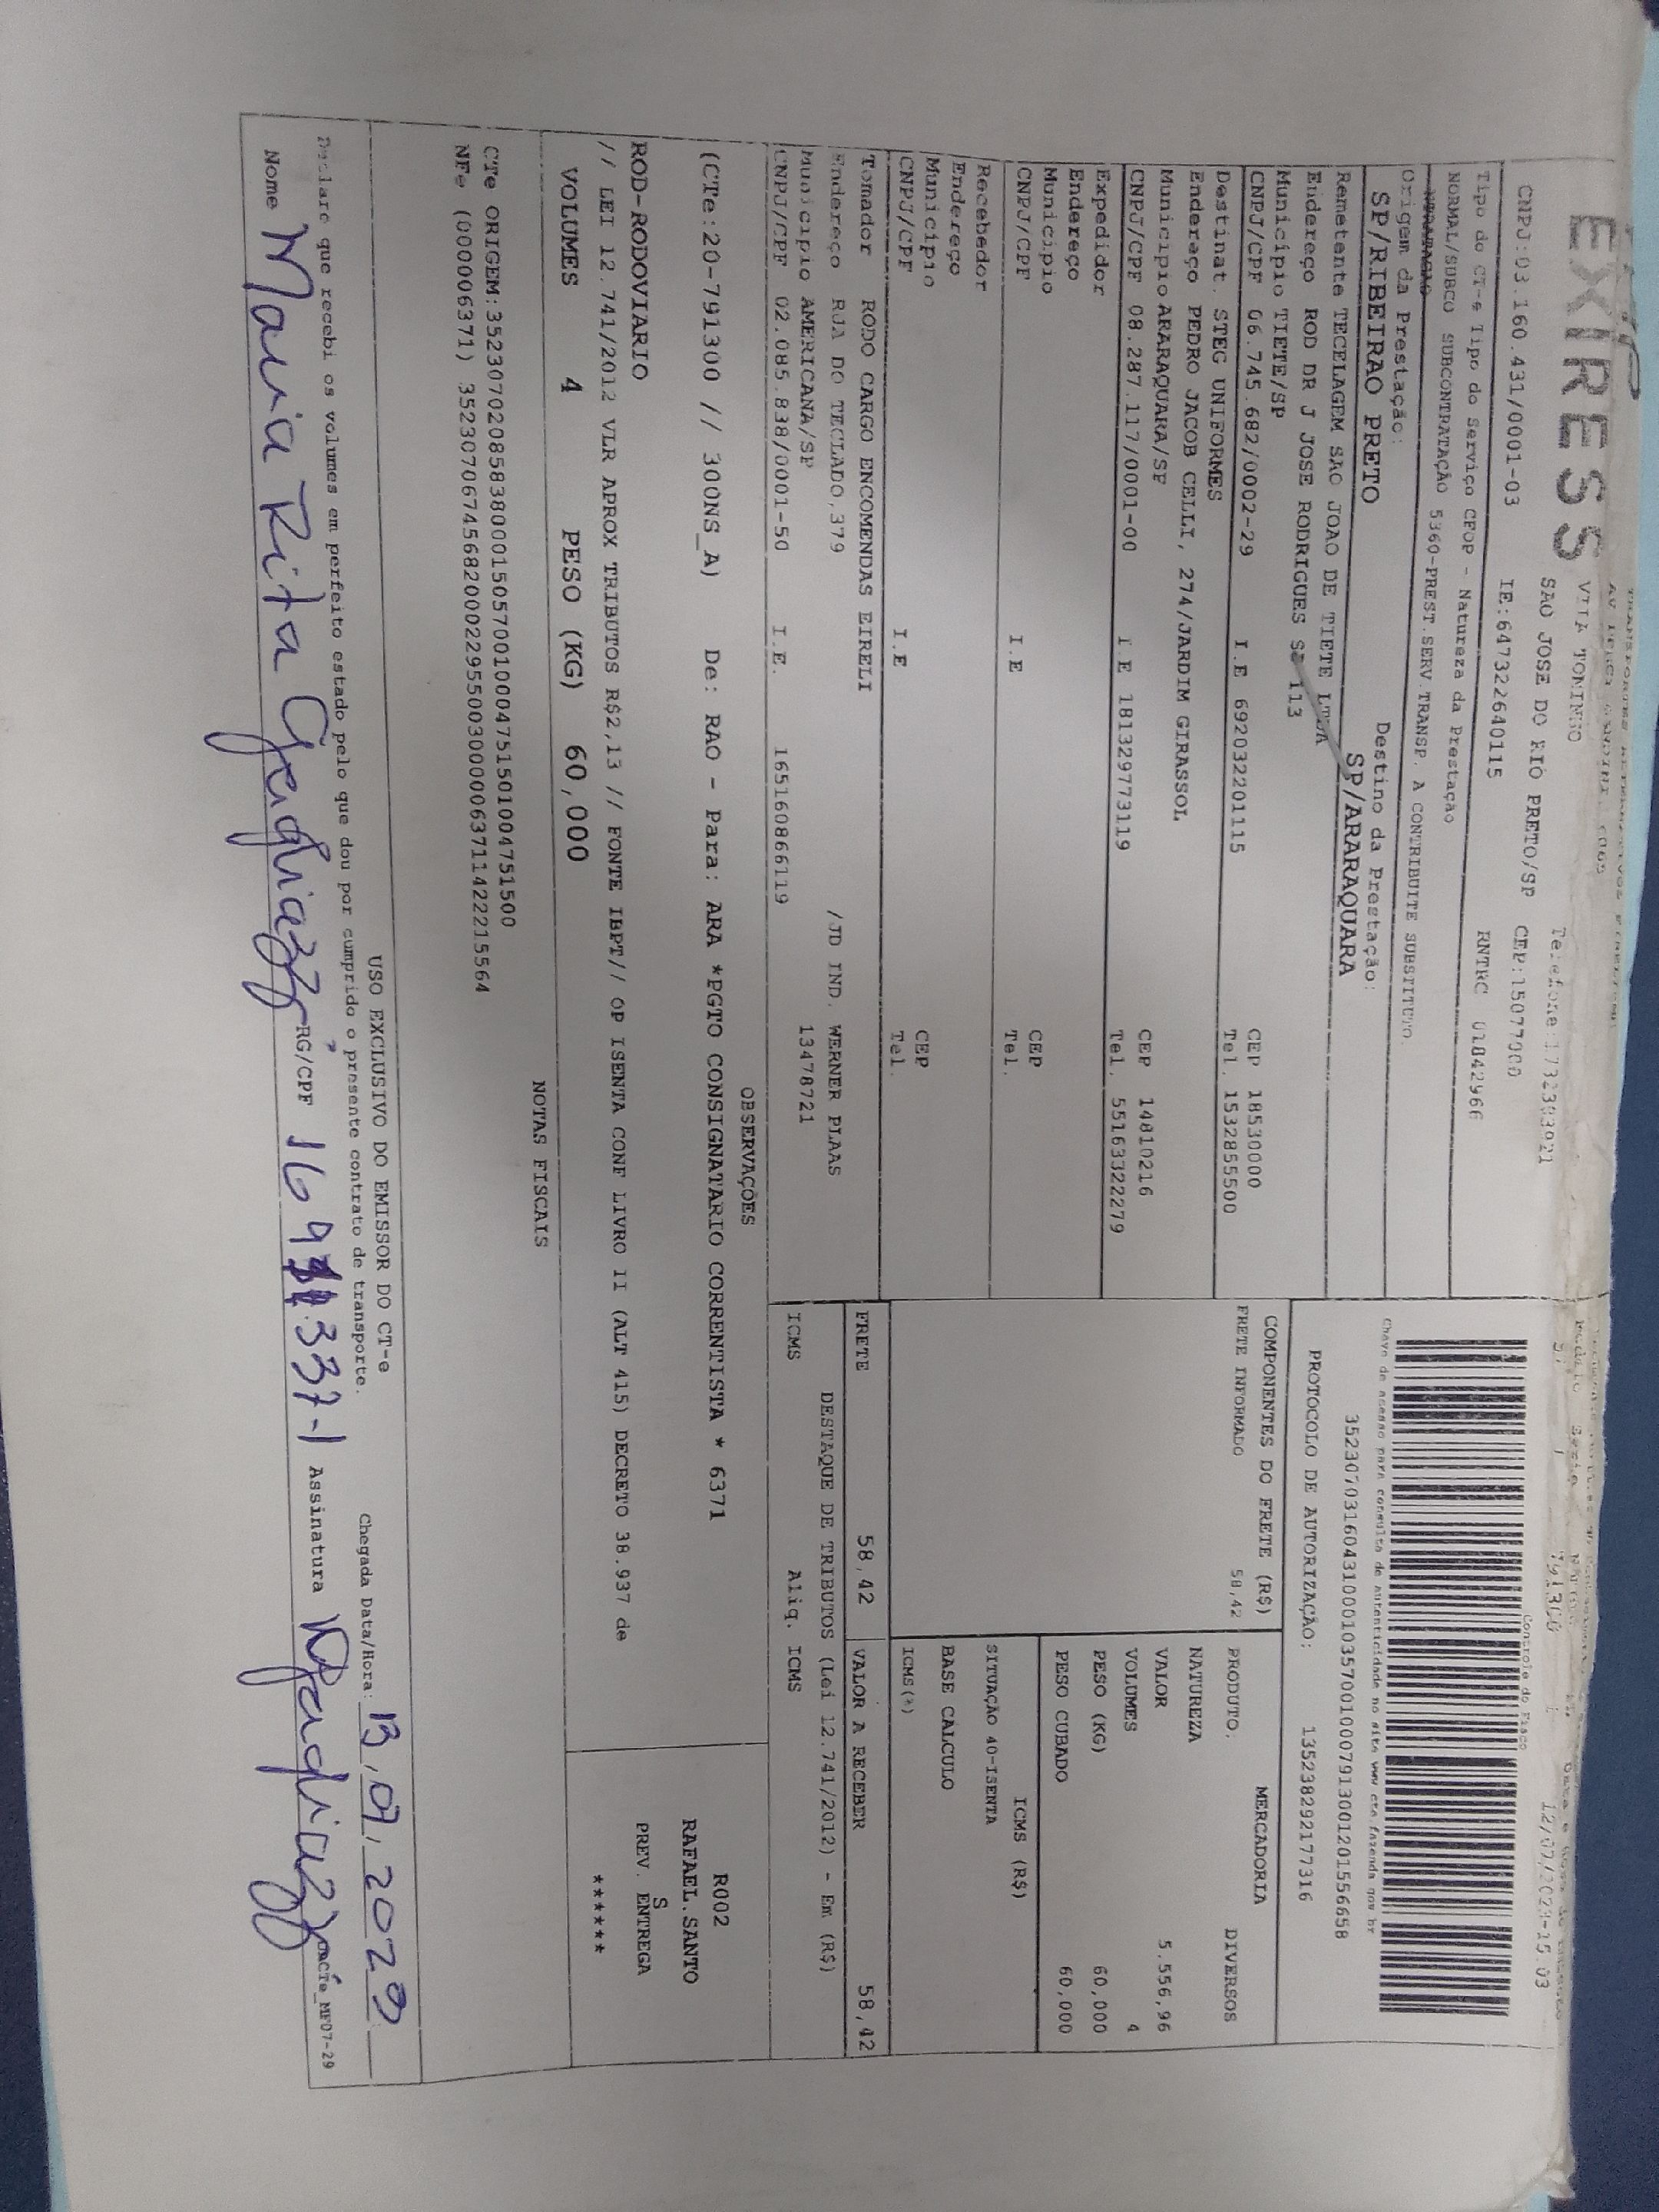 EXPRESS
VILA TONINHO
SAO JOSE DO RIO PRETO/SP CEP:15077000
CNPJ:03.160.431/0001-03 IE:647322640115
RNTRC 01842966
Tipo do CT-e Tipo do Serviço CFOP - Natureza da Prestação
NORMAL/SUBCO SUBCONTRATAÇÃO 5360-PREST.SERV.TRANSP. A CONTRIBUITE SUBSTITUTO.
Origem da Prestação: Destino da Prestação:
SP/RIBEIRAO PRETO SP/ARARAQUARA
Remetente TECELAGEM SAO JOAO DE TIETE LTDA
Endereço ROD DR J JOSE RODRIGUES 113
Município TIETE/SP CEP 18530000
CNPJ/CPF 06.745.682/0002-29 I.E 692032201115 Tel. 1532855500
Destinat. STEG UNIFORMES
Endereço PEDRO JACOB CELLI, 274/JARDIM GIRASSOL
Município ARARAQUARA/SP CEP 14810216
CNPJ/CPF 08.287.117/0001-00 I.E 181329773119 Tel. 551633222279
Expedidor
Endereço
Município CEP
CNPJ/CPF I.E Tel.
Recebedor
Endereço
Município CEP
CNPJ/CPF I.E Tel.
Tomador RODO CARGO ENCOMENDAS EIRELI
Endereço RUA DO TECLADO,379 /JD IND. WERNER PLAAS
Município AMERICANA/SP 13478721
CNPJ/CPF 02.085.838/0001-50 I.E. 165160866119
Controle do Fisco
Chave de acesso para consulta de autenticidade no site www.cte.fazenda.gov.br
35230703160431000103570010007913001201556658
PROTOCOLO DE AUTORIZAÇÃO: 135238292177316
COMPONENTES DO FRETE (R$)
FRETE INFORMADO 58,42
MERCADORIA
PRODUTO. DIVERSOS
NATUREZA
VALOR 5.556,96
VOLUMES 4
PESO (KG) 60,000
PESO CUBADO 60,000
ICMS (R$)
SITUAÇÃO 40-ISENTA
BASE CÁLCULO
ICMS(%)
FRETE 58,42 VALOR A RECEBER 58,42
DESTAQUE DE TRIBUTOS (Lei 12.741/2012) - Em (R$)
ICMS Aliq. ICMS
OBSERVAÇÕES
(CTe:20-791300 // 300NS_A) De: RAO - Para: ARA *PGTO CONSIGNATARIO CORRENTISTA * 6371
ROD-RODOVIARIO
// LEI 12.741/2012 VLR APROX TRIBUTOS R$2,13 // FONTE IBPT// OP ISENTA CONF LIVRO II (ALT 415) DECRETO 38.937 de
R002
RAFAEL.SANTO
S
PREV. ENTREGA
******
VOLUMES 4 PESO (KG) 60,000
NOTAS FISCAIS
CTe ORIGEM:35230702085838000150570010004751501004751500
NFe (000006371) 35230706745682000229550030000063711422215564
USO EXCLUSIVO DO EMISSOR DO CT-e
Declaro que recebi os volumes em perfeito estado pelo que dou por cumprido o presente contrato de transporte.
Chegada Data/Hora: 13,07,2023
Nome Maria Rita RG/CPF Assinatura